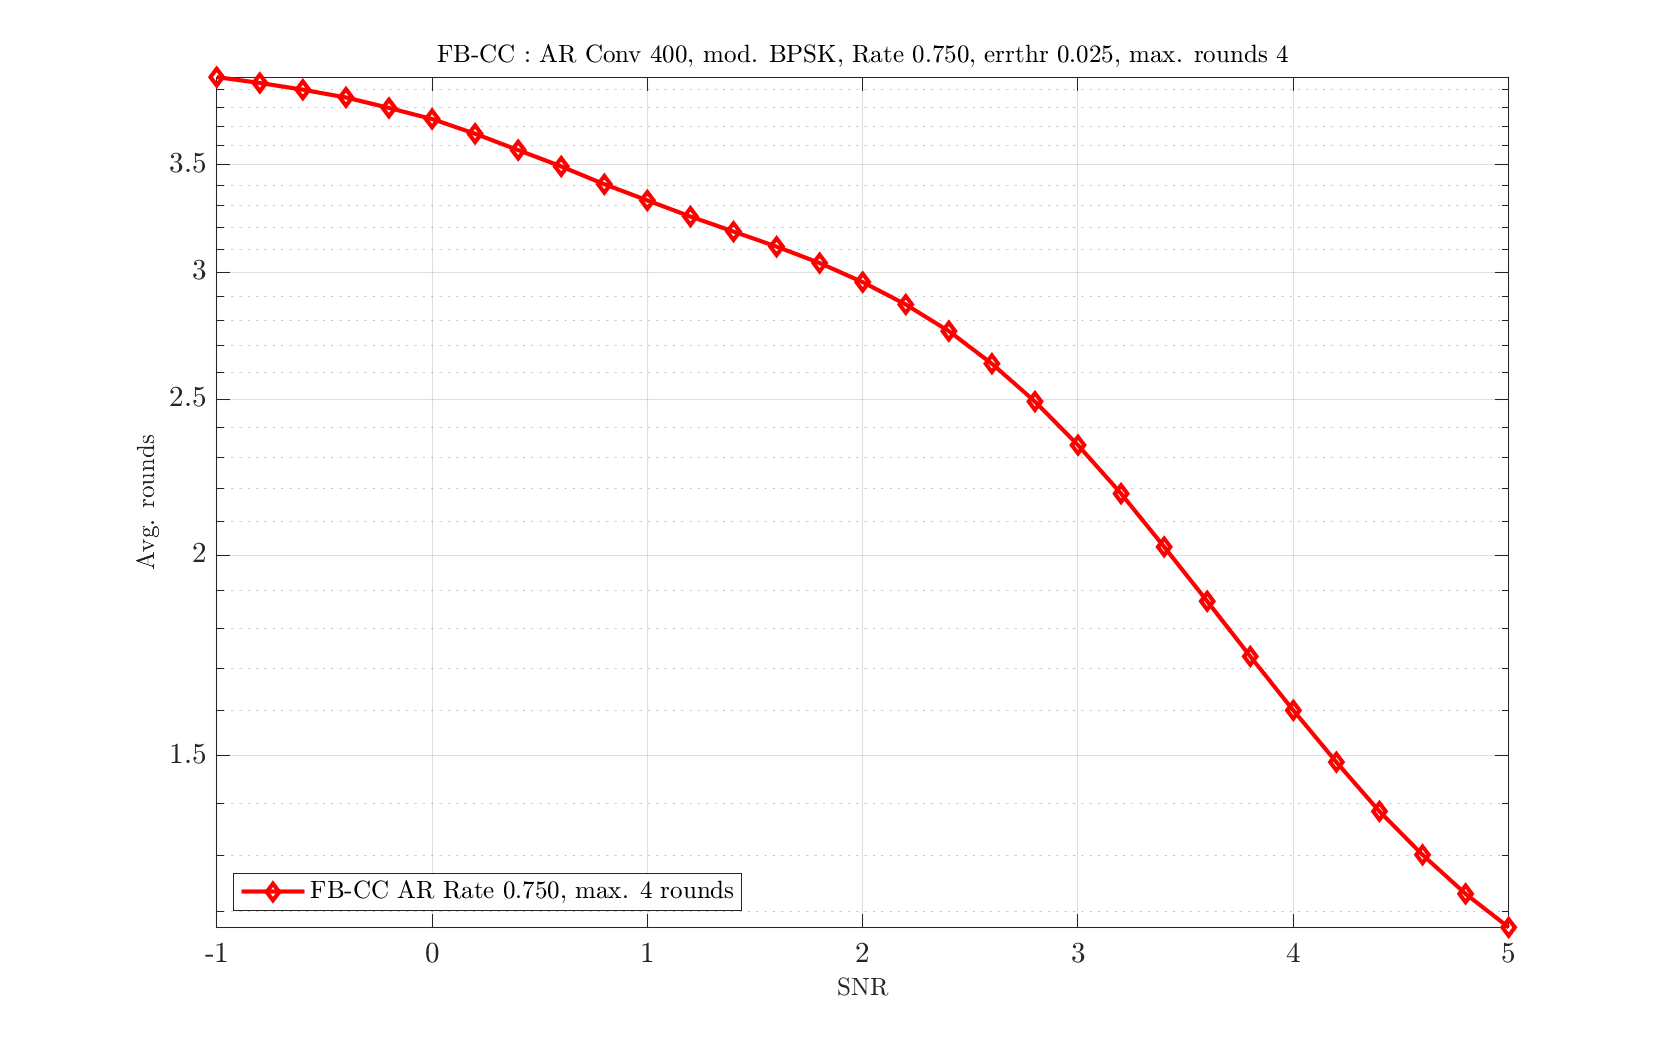 FB-CC : AR Conv 400, mod. BPSK, Rate 0.750, errthr 0.025, max. rounds 4
3.5
3
2.5
2
1.5
Avg. rounds
FB-CC AR Rate 0.750, max. 4 rounds
-1 0 1 2 3 4 5
SNR